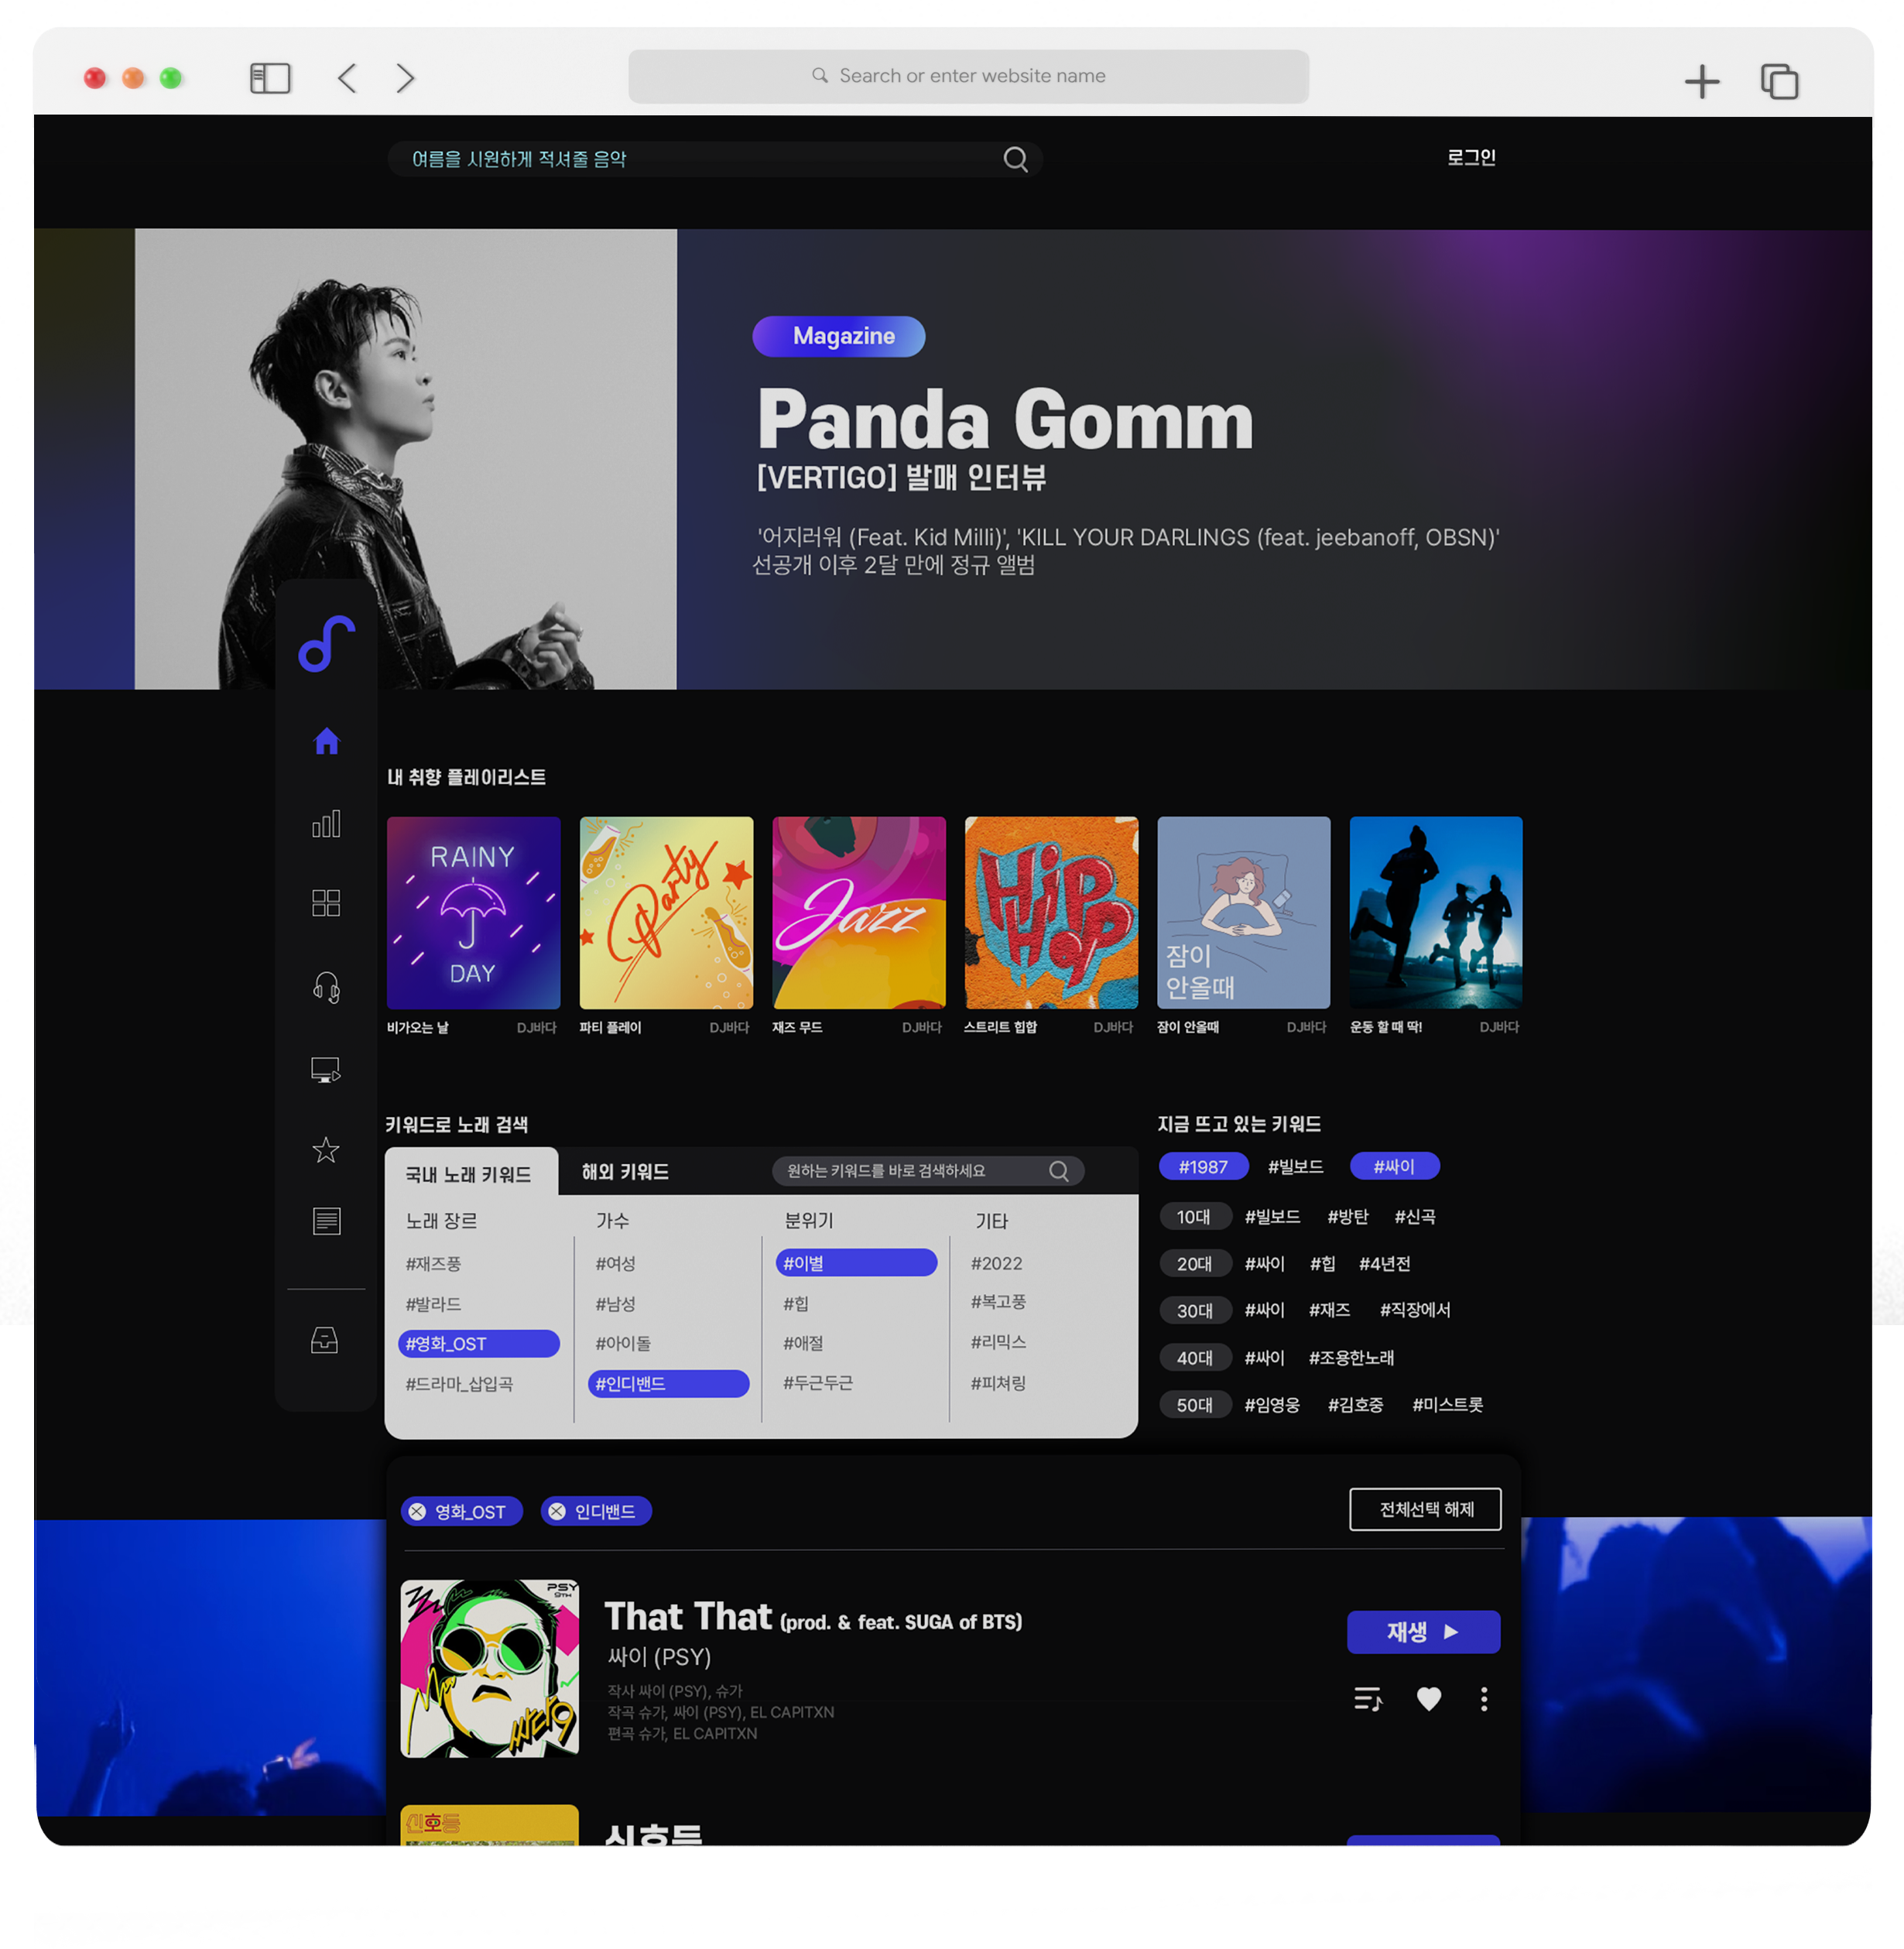 Search or enter website name
여름을 시원하게 적셔줄 음악
로그인
Magazine
Panda Gomm
[VERTIGO] 발매 인터뷰
'어지러워 (Feat. Kid Milli)', 'KILL YOUR DARLINGS (feat. jeebanoff, OBSN)'
선공개 이후 2달 만에 정규 앨범
내 취향 플레이리스트
RAINY
DAY
Party
Jazz
HIP
HOP
잠이
안올때
비가오는 날 DJ바다
파티 플레이 DJ바다
재즈 무드 DJ바다
스트리트 힙합 DJ바다
잠이 안올때 DJ바다
운동 할 때 딱! DJ바다
키워드로 노래 검색
국내 노래 키워드 해외 키워드 원하는 키워드를 바로 검색하세요
노래 장르 가수 분위기 기타
#재즈풍 #여성 #이별 #2022
#발라드 #남성 #힙 #복고풍
#영화_OST #아이돌 #애절 #리믹스
#드라마_삽입곡 #인디밴드 #두근두근 #피쳐링
지금 뜨고 있는 키워드
#1987 #빌보드 #싸이
10대 #빌보드 #방탄 #신곡
20대 #싸이 #힙 #4년전
30대 #싸이 #재즈 #직장에서
40대 #싸이 #조용한노래
50대 #임영웅 #김호중 #미스트롯
영화_OST 인디밴드 전체선택 해제
PSY
9TH
싸다9
That That (prod. & feat. SUGA of BTS)
싸이 (PSY)
작사 싸이 (PSY), 슈가
작곡 슈가, 싸이 (PSY), EL CAPITXN
편곡 슈가, EL CAPITXN
재생
신호등
신호등